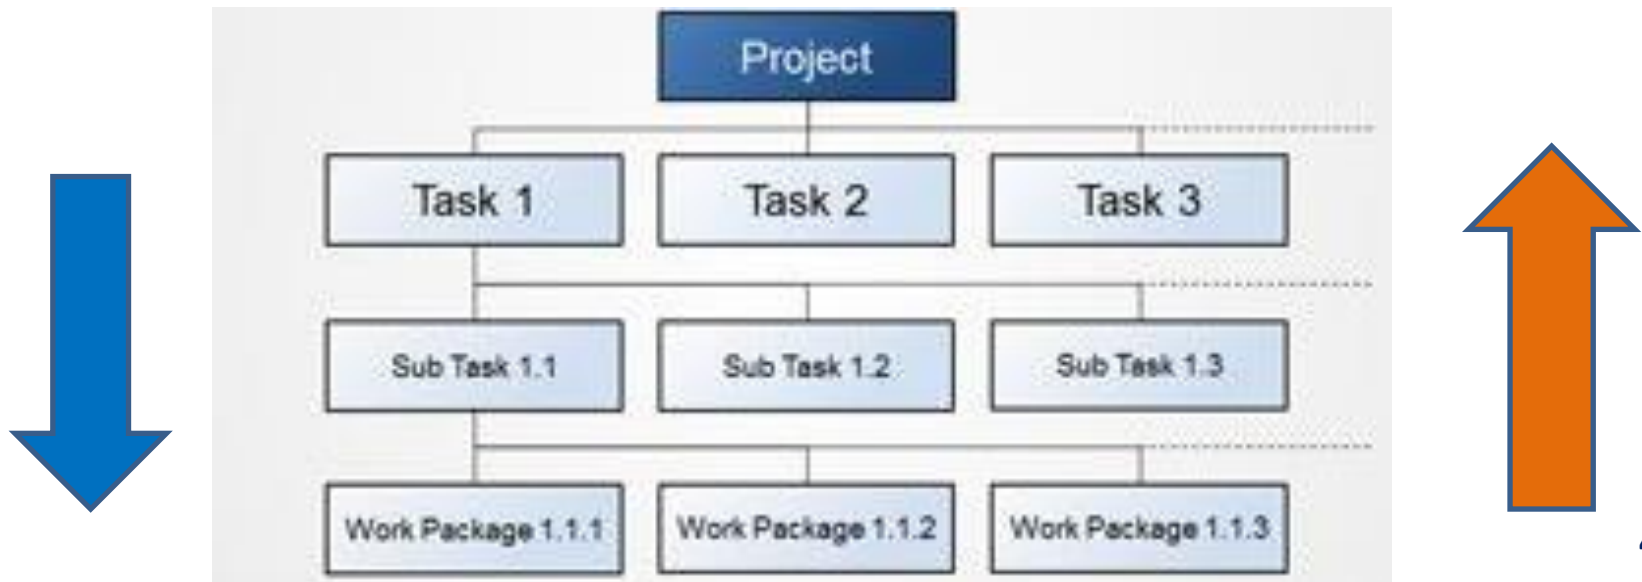 Project
Task 1
Task 2
Task 3
Sub Task 1.1
Sub Task 1.2
Sub Task 1.3
Work Package 1.1.1
Work Package 1.1.2
Work Package 1.1.3